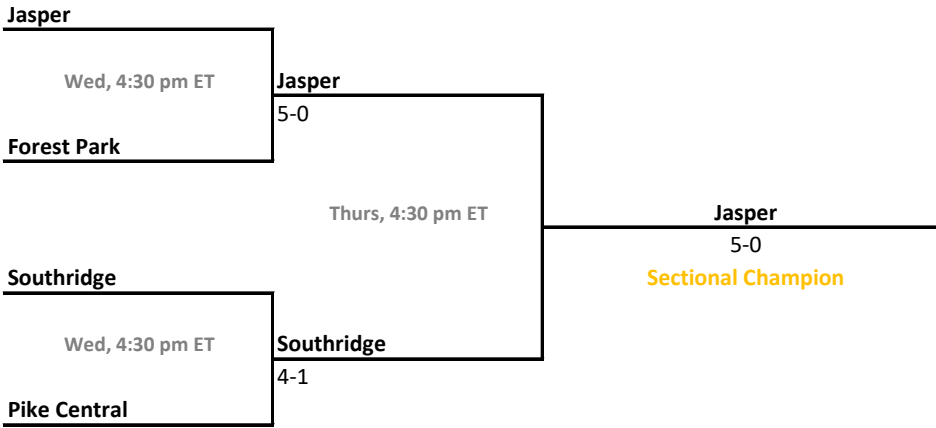 Jasper
Wed, 4:30 pm ET
Jasper
5-0
Forest Park
Thurs, 4:30 pm ET
Jasper
5-0
Sectional Champion
Southridge
Wed, 4:30 pm ET
Southridge
4-1
Pike Central